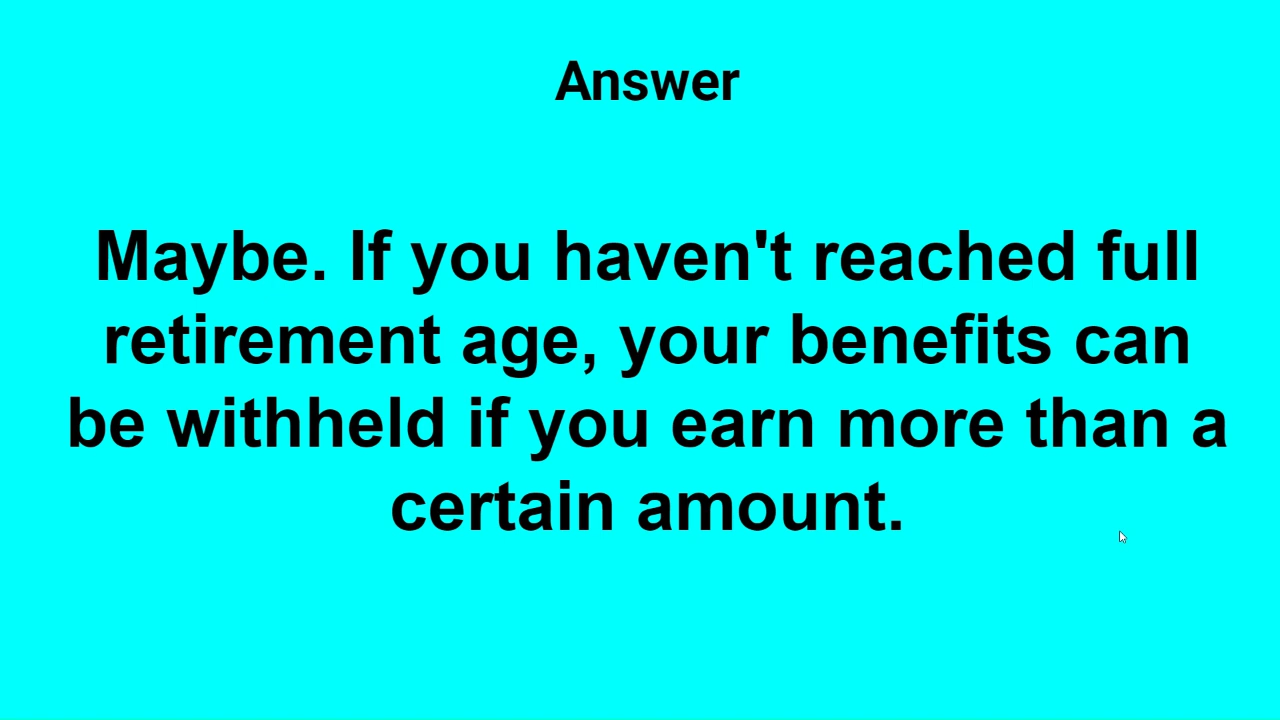 Answer
Maybe. If you haven't reached full
retirement age, your benefits can
be withheld if you earn more than a
certain amount.